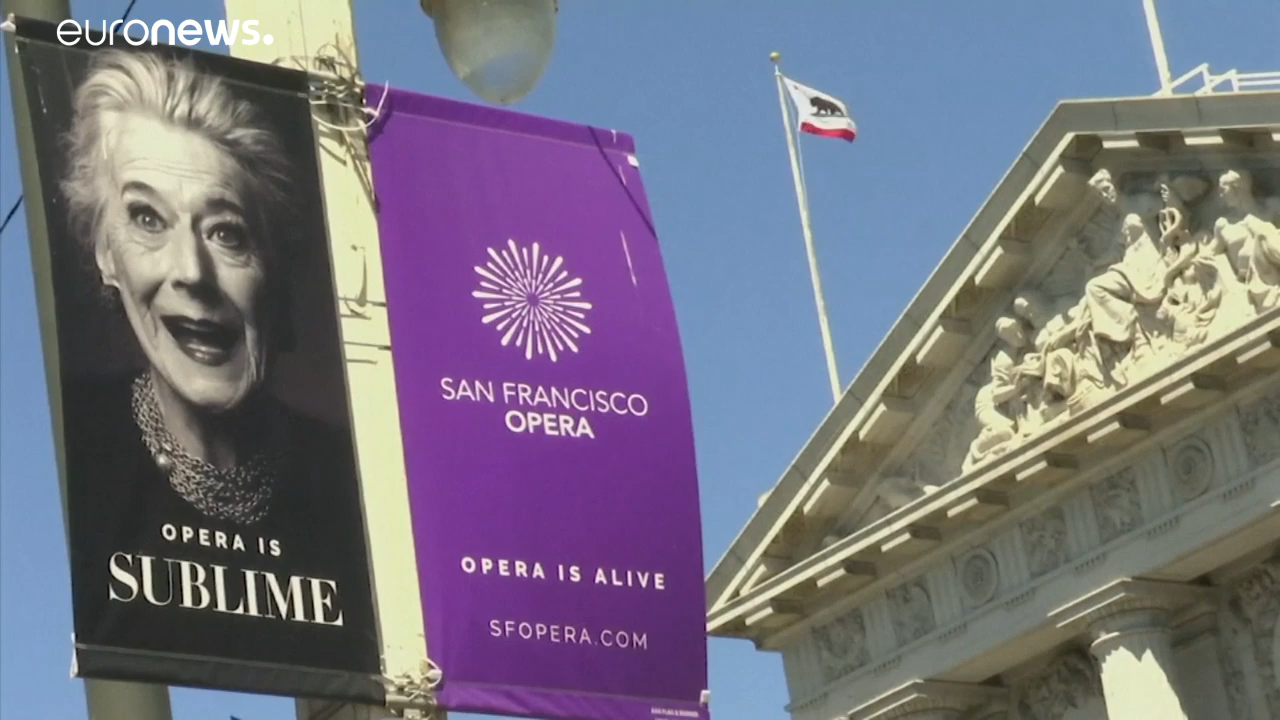 euronews.
OPERA IS
SUBLIME
SAN FRANCISCO
OPERA
OPERA IS ALIVE
SFOPERA.COM